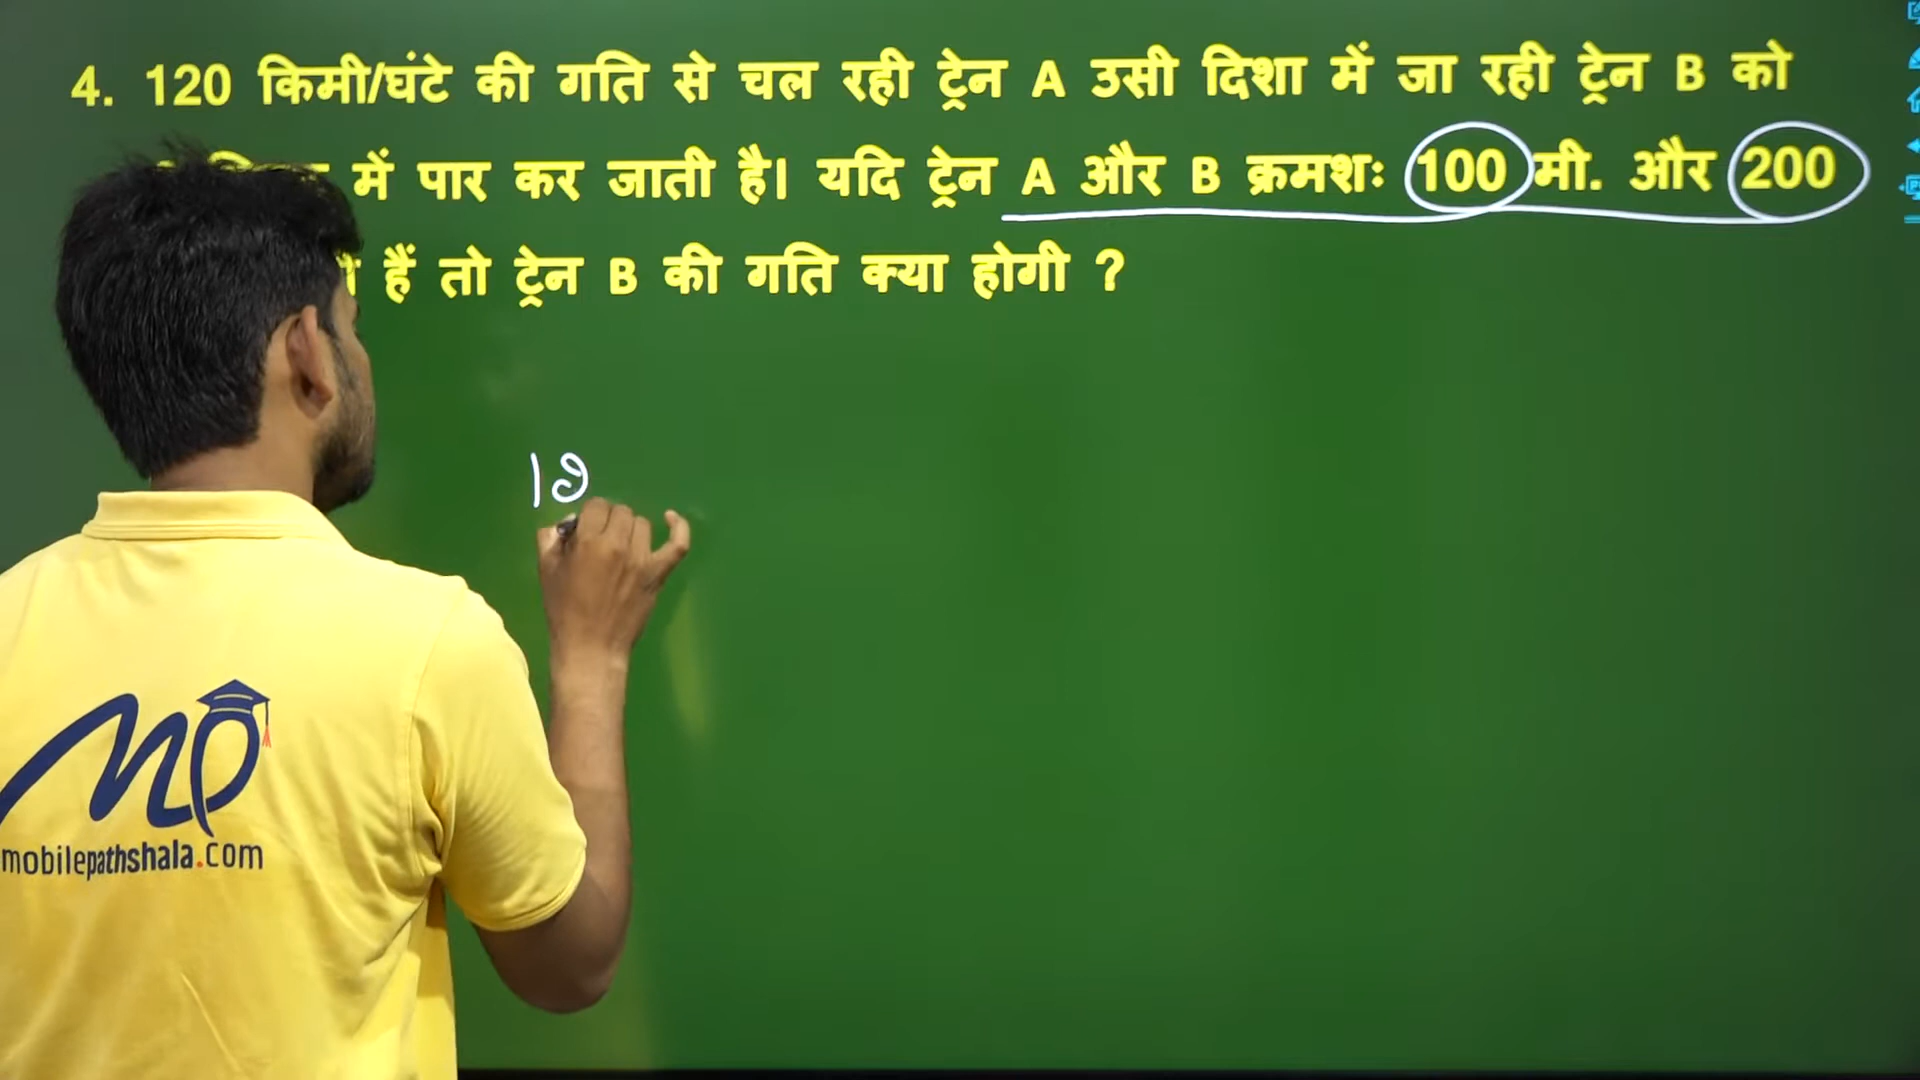 4. 120 किमी/घंटे की गति से चल रही ट्रेन A उसी दिशा में जा रही ट्रेन B को
में पार कर जाती है। यदि ट्रेन A और B क्रमशः 100 मी. और 200
हैं तो ट्रेन B की गति क्या होगी ?
mobilepathshala.com